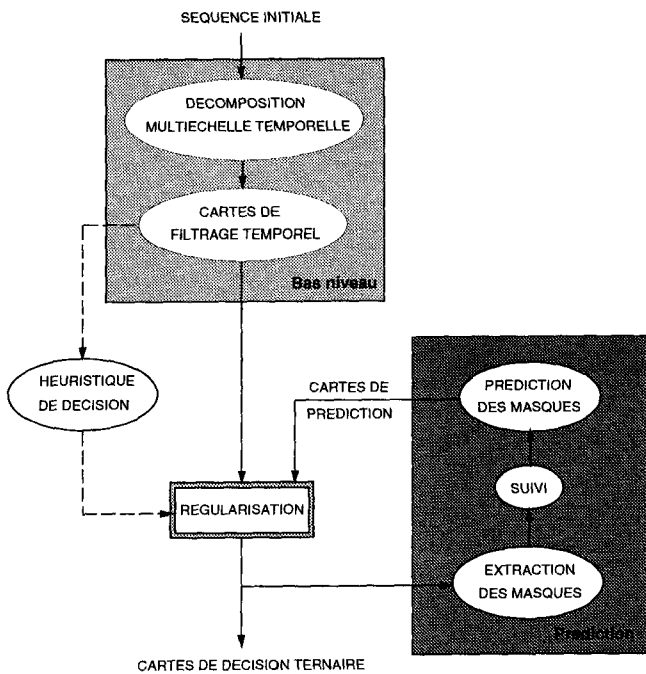 SEQUENCE INITIALE
DECOMPOSITION
MULTIECHELLE TEMPORELLE
CARTES DE
FILTRAGE TEMPOREL
Bas niveau
HEURISTIQUE
DE DECISION
CARTES DE
PREDICTION
PREDICTION
DES MASQUES
SUIVI
REGULARISATION
EXTRACTION
DES MASQUES
Prediction
CARTES DE DECISION TERNAIRE